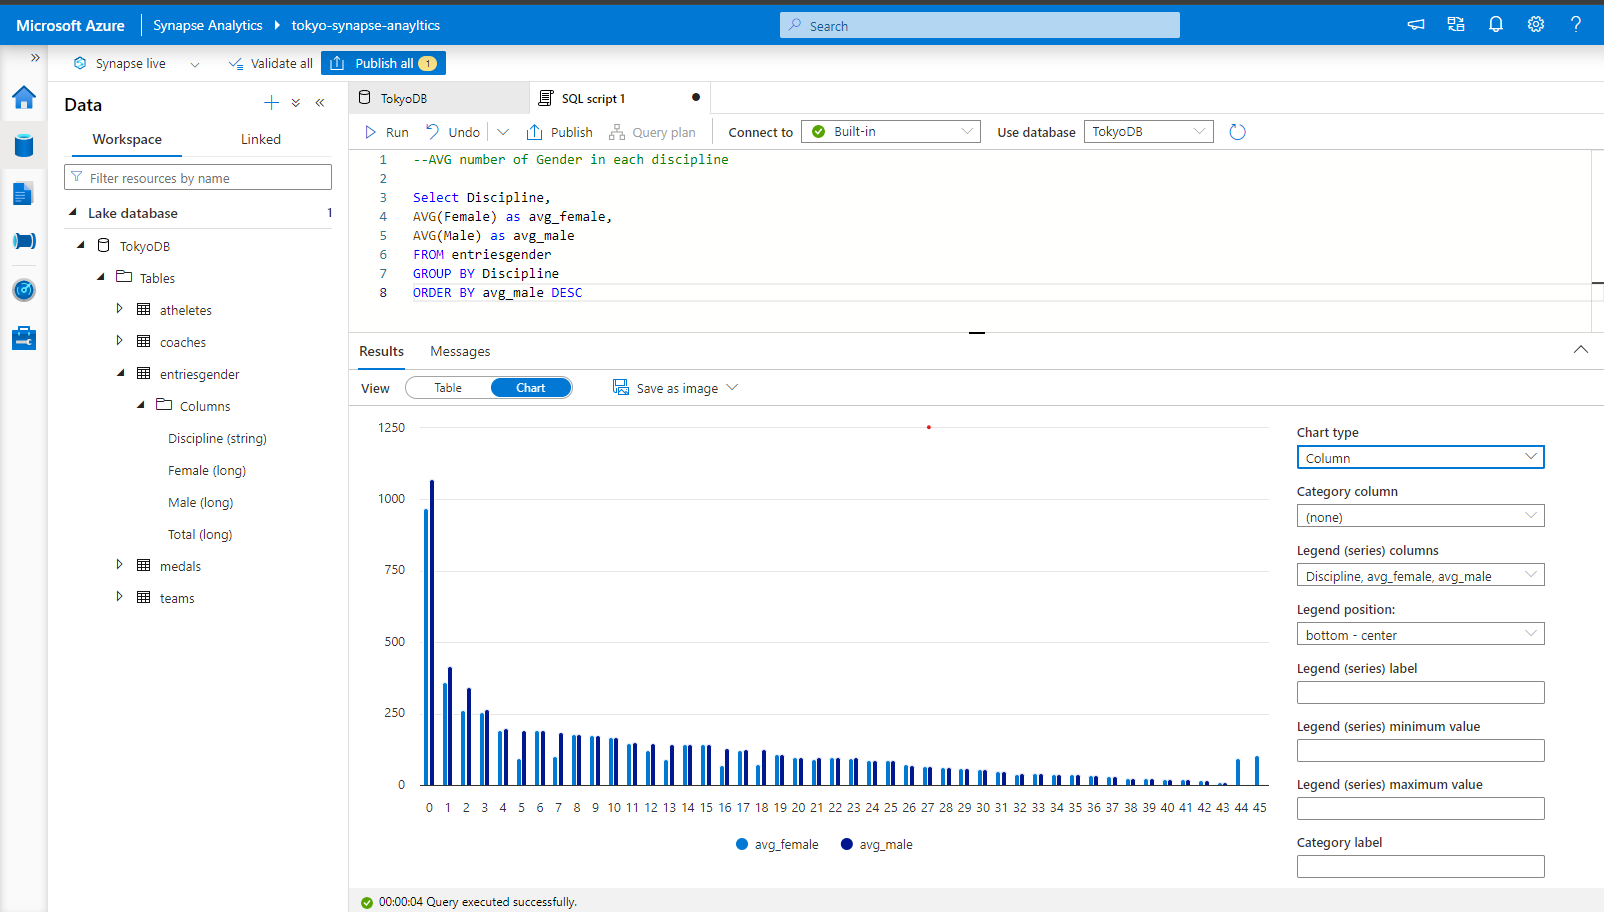 Microsoft Azure
Synapse Analytics
tokyo-synapse-anayltics
Search
?
Synapse live
Validate all
Publish all
1
Data
Workspace
Linked
Filter resources by name
Lake database
1
TokyoDB
Tables
atheletes
coaches
entriesgender
Columns
Discipline (string)
Female (long)
Male (long)
Total (long)
medals
teams
TokyoDB
SQL script 1
Run
Undo
Publish
Query plan
Connect to
Built-in
Use database
TokyoDB
1 --AVG number of Gender in each discipline
2
3 Select Discipline,
4 AVG(Female) as avg_female,
5 AVG(Male) as avg_male
6 FROM entriesgender
7 GROUP BY Discipline
8 ORDER BY avg_male DESC
Results
Messages
View
Table
Chart
Save as image
1250
1000
750
500
250
0
0 1 2 3 4 5 6 7 8 9 10 11 12 13 14 15 16 17 18 19 20 21 22 23 24 25 26 27 28 29 30 31 32 33 34 35 36 37 38 39 40 41 42 43 44 45
avg_female
avg_male
Chart type
Column
Category column
(none)
Legend (series) columns
Discipline, avg_female, avg_male
Legend position:
bottom - center
Legend (series) label
Legend (series) minimum value
Legend (series) maximum value
Category label
00:00:04 Query executed successfully.